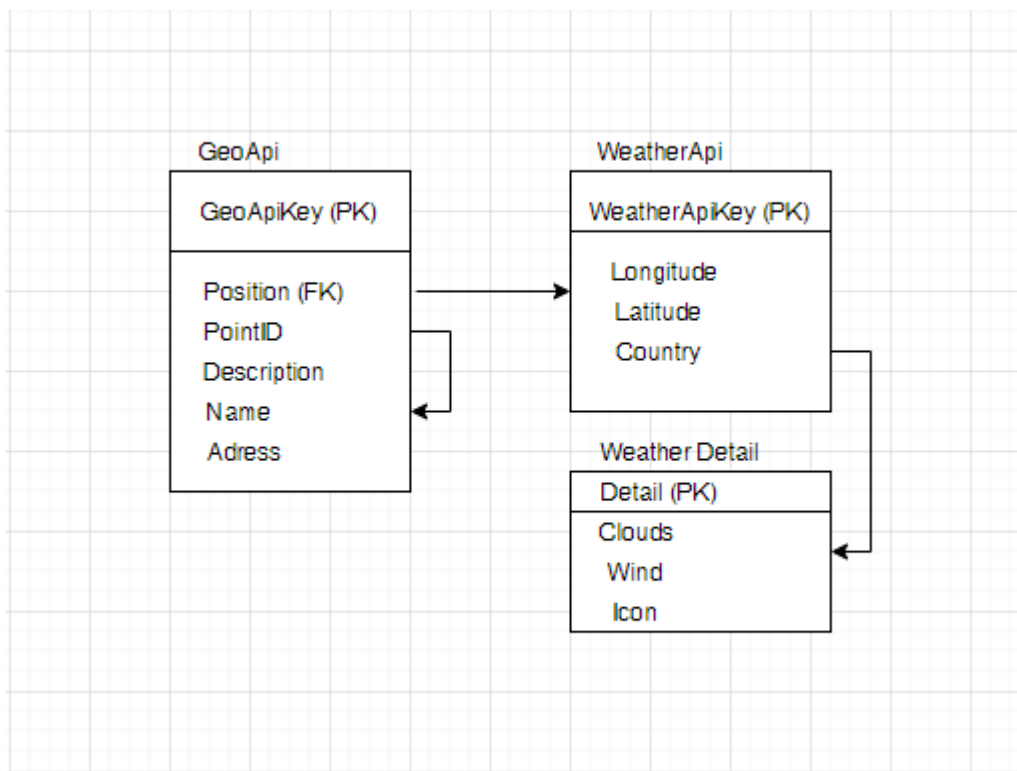 GeoApi
GeoApiKey (PK)
Position (FK)
PointID
Description
Name
Adress
WeatherApi
WeatherApiKey (PK)
Longitude
Latitude
Country
Weather Detail
Detail (PK)
Clouds
Wind
Icon